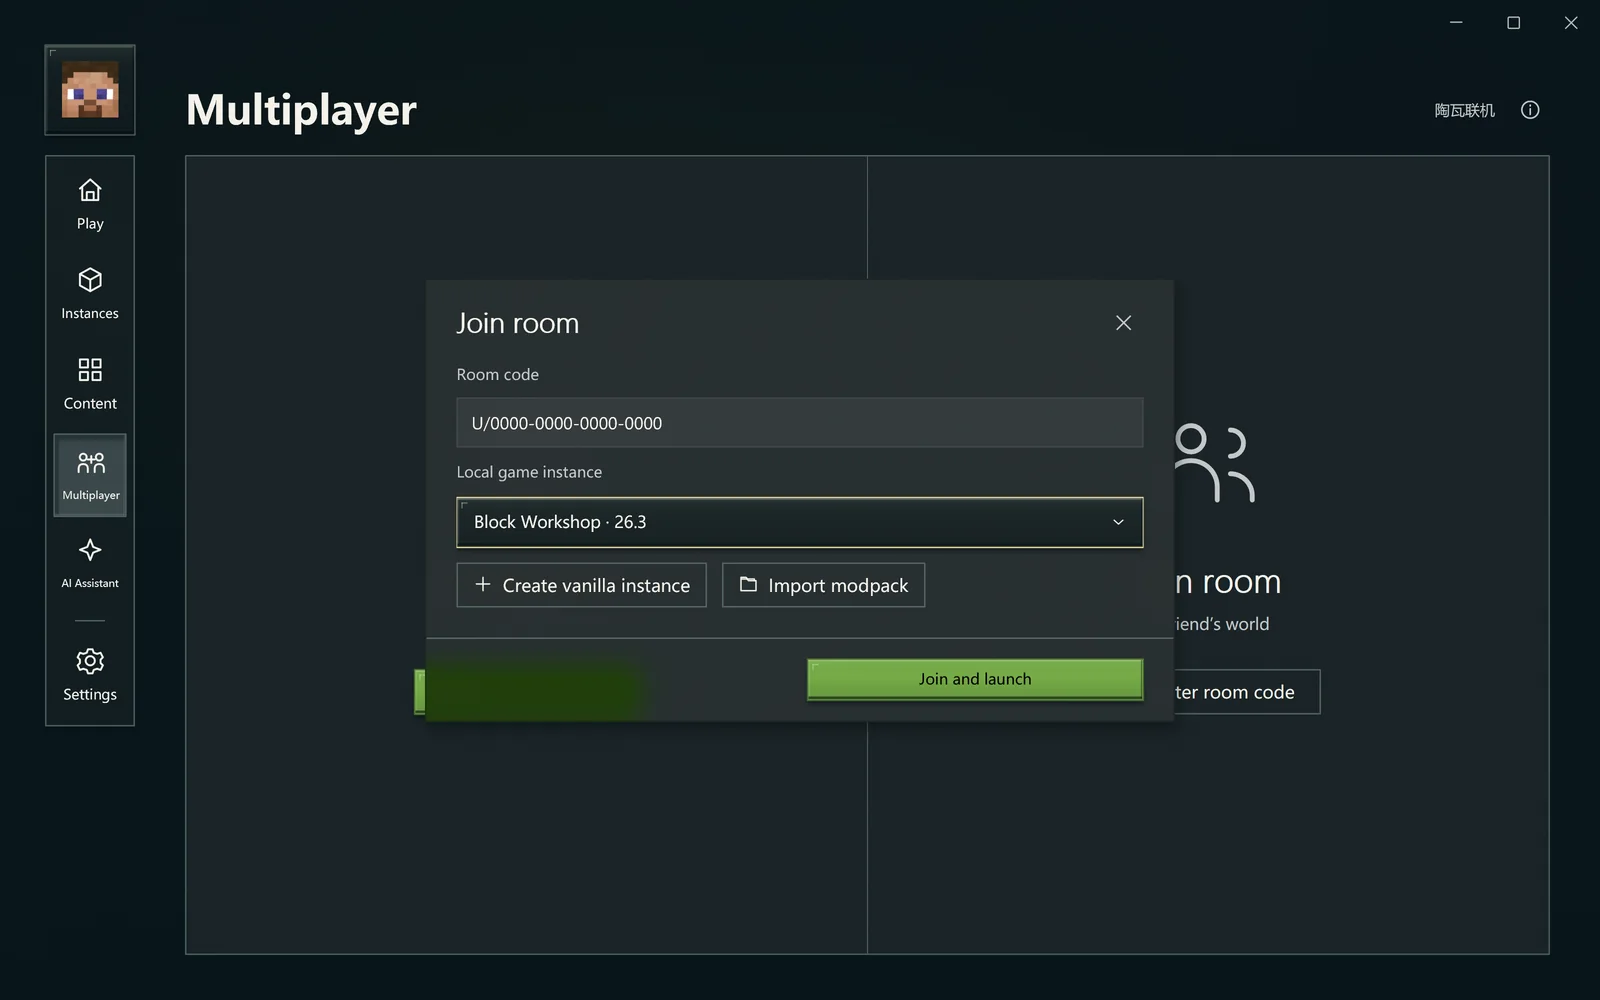 Multiplayer
陶瓦联机
Play
Instances
Content
Multiplayer
AI Assistant
Settings
Join room
Room code
U/0000-0000-0000-0000
Local game instance
Block Workshop · 26.3
Create vanilla instance
Import modpack
Join and launch
n room
iend's world
ter room code